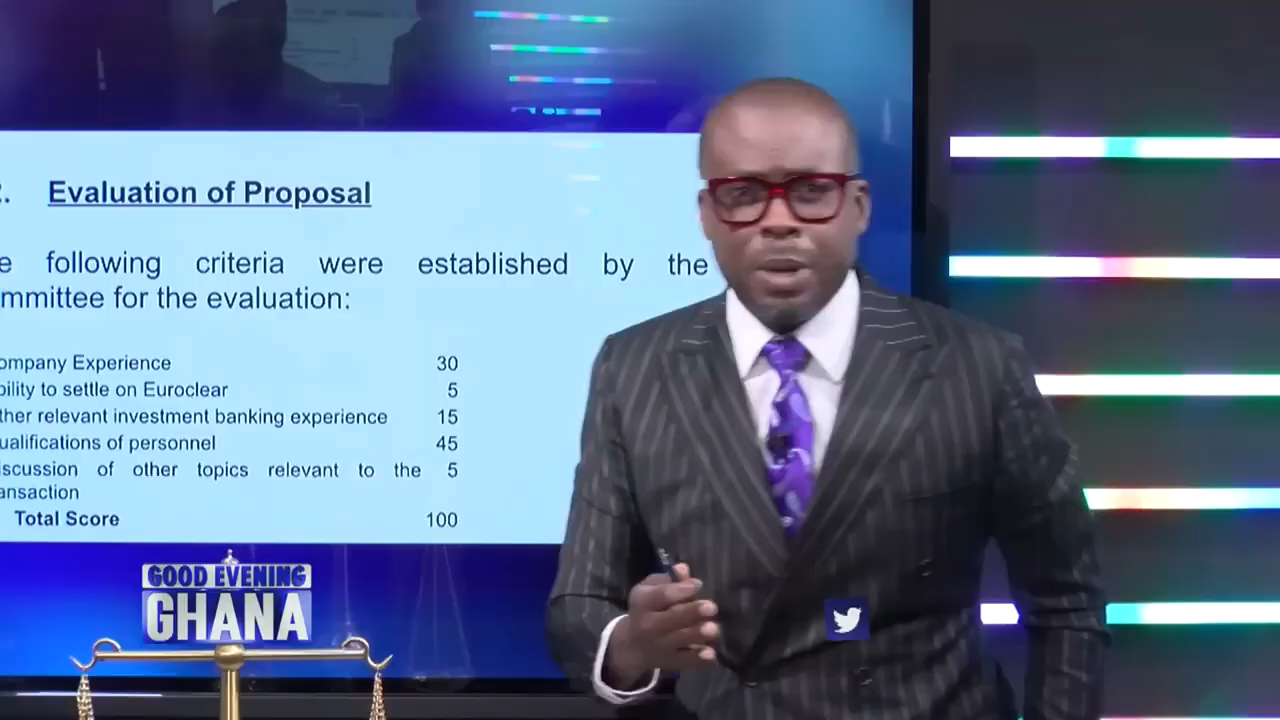 Evaluation of Proposal
following criteria were established by the
mmittee for the evaluation:
ompany Experience 30
bility to settle on Euroclear 5
ther relevant investment banking experience 15
ualifications of personnel 45
iscussion of other topics relevant to the 5
ansaction
Total Score 100
GOOD EVENING
GHANA